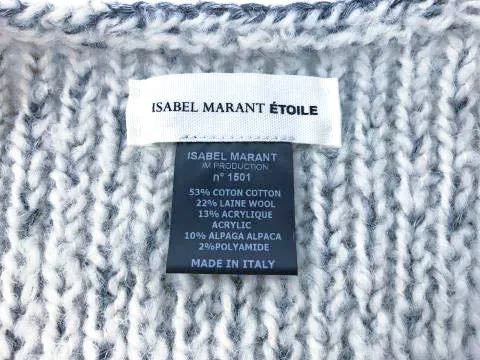 ISABEL MARANT ÉTOILE
ISABEL MARANT
IM PRODUCTION
n° 1501
53% COTON COTTON
22% LAINE WOOL
13% ACRYLIQUE
ACRYLIC
10% ALPAGA ALPACA
2%POLYAMIDE
MADE IN ITALY